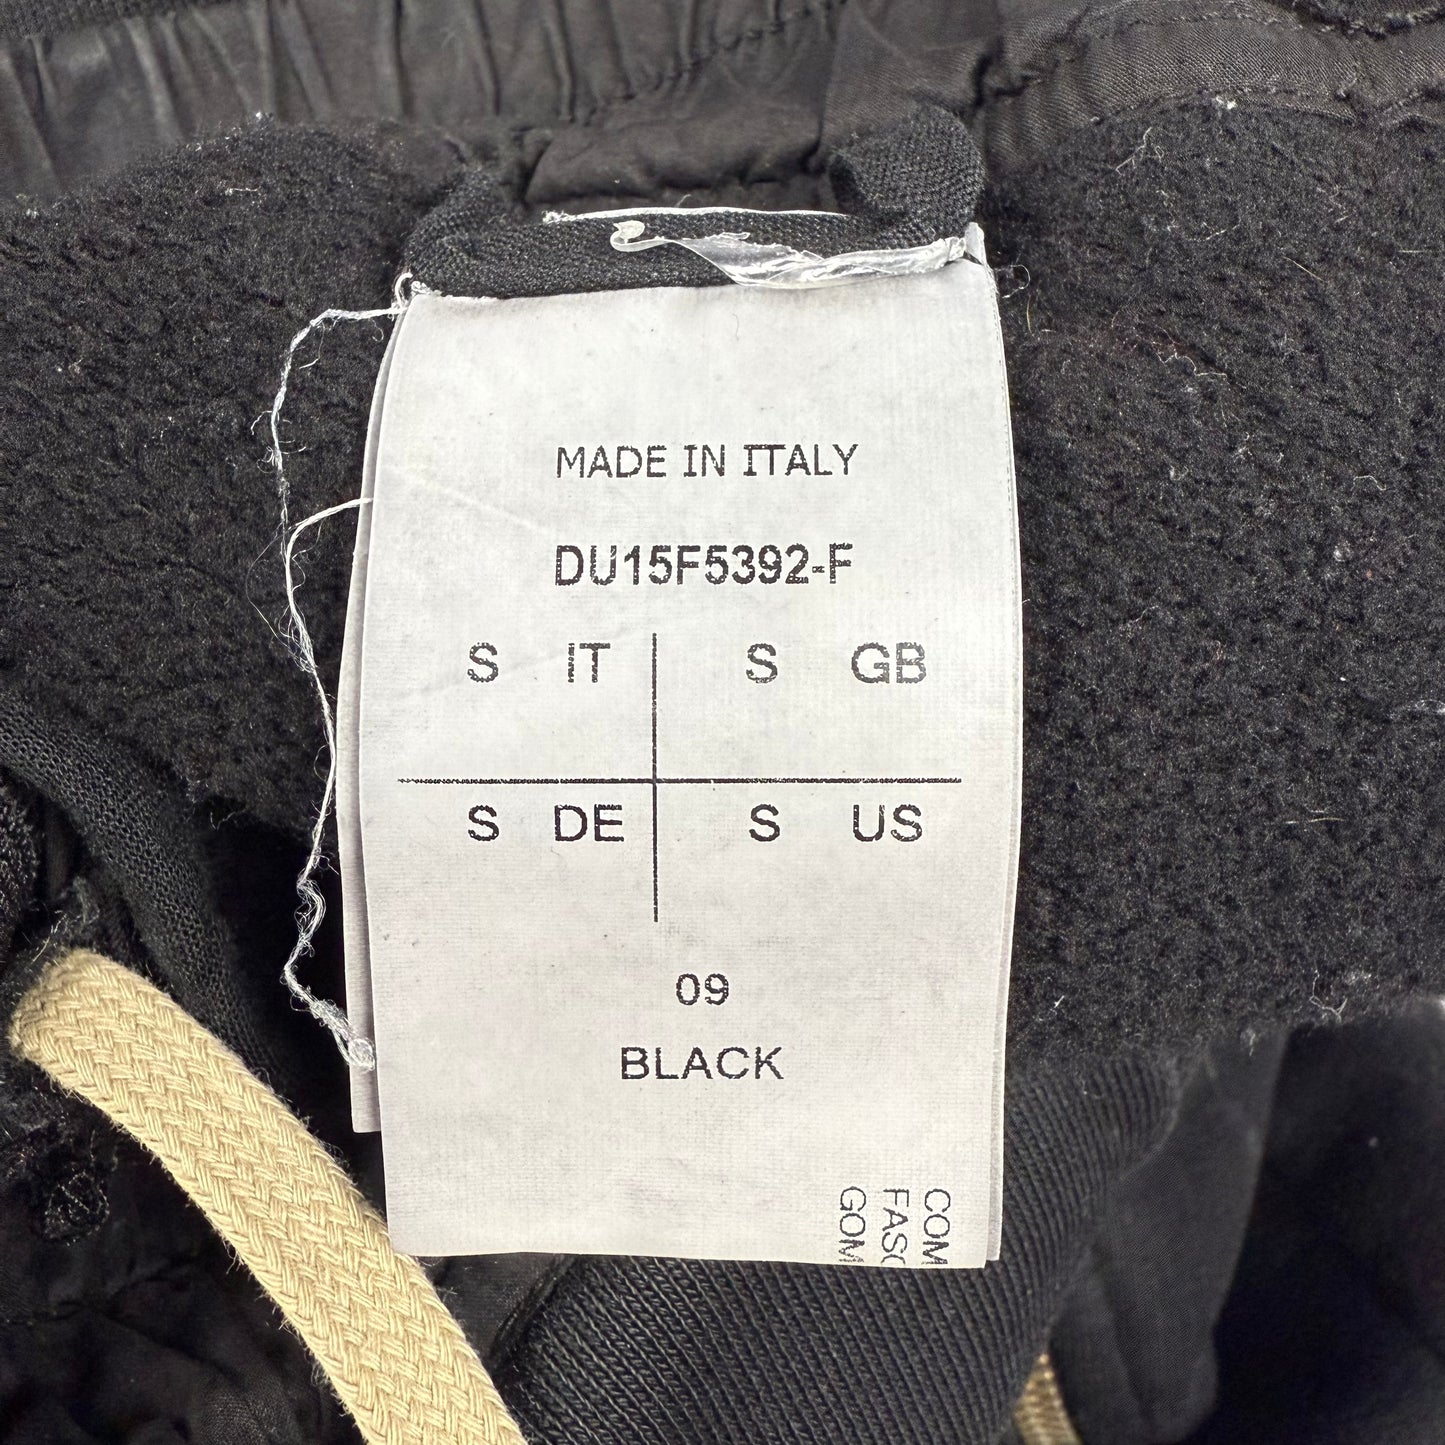 MADE IN ITALY
DU15F5392-F
S IT S GB
S DE S US
09
BLACK
COM
FASC
GOM